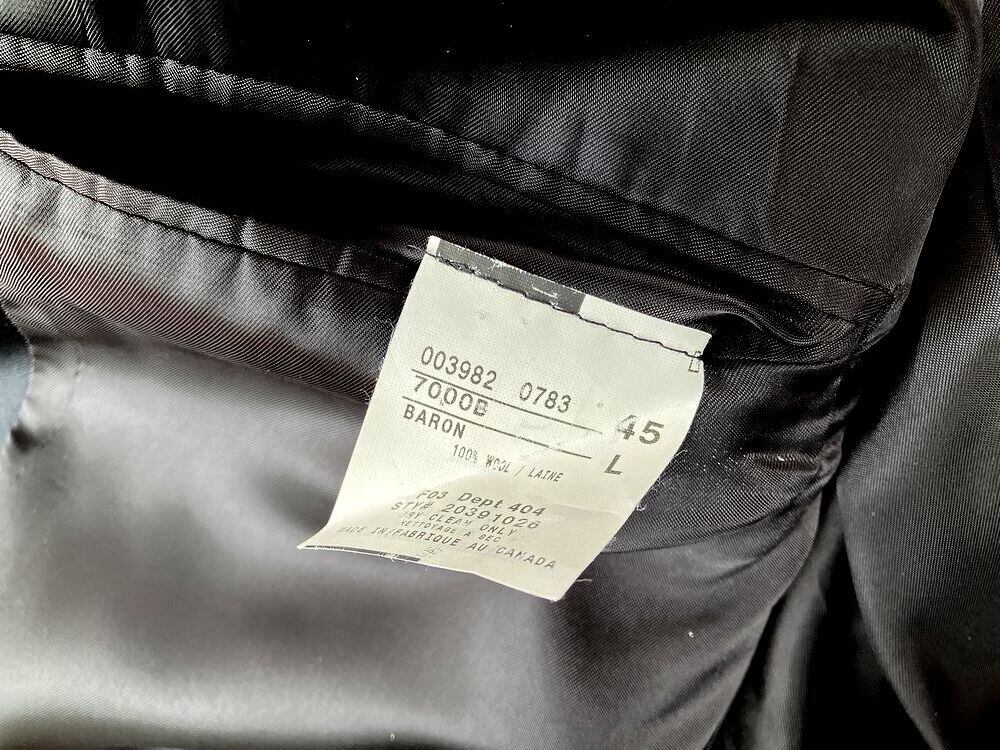 003982 0783
7000B
45
BARON
L
100% WOOL / LAINE
F03 Dept 404
STY# 20391026
DRY CLEAN ONLY
NETTOYAGE A SEC
MADE IN/FABRIQUE AU CANADA